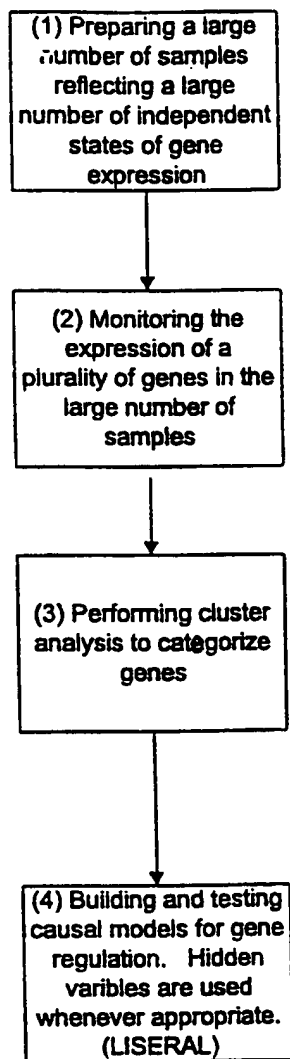 (1) Preparing a large
number of samples
reflecting a large
number of independent
states of gene
expression
(2) Monitoring the
expression of a
plurality of genes in the
large number of
samples
(3) Performing cluster
analysis to categorize
genes
(4) Building and testing
causal models for gene
regulation. Hidden
varibles are used
whenever appropriate.
(LISERAL)